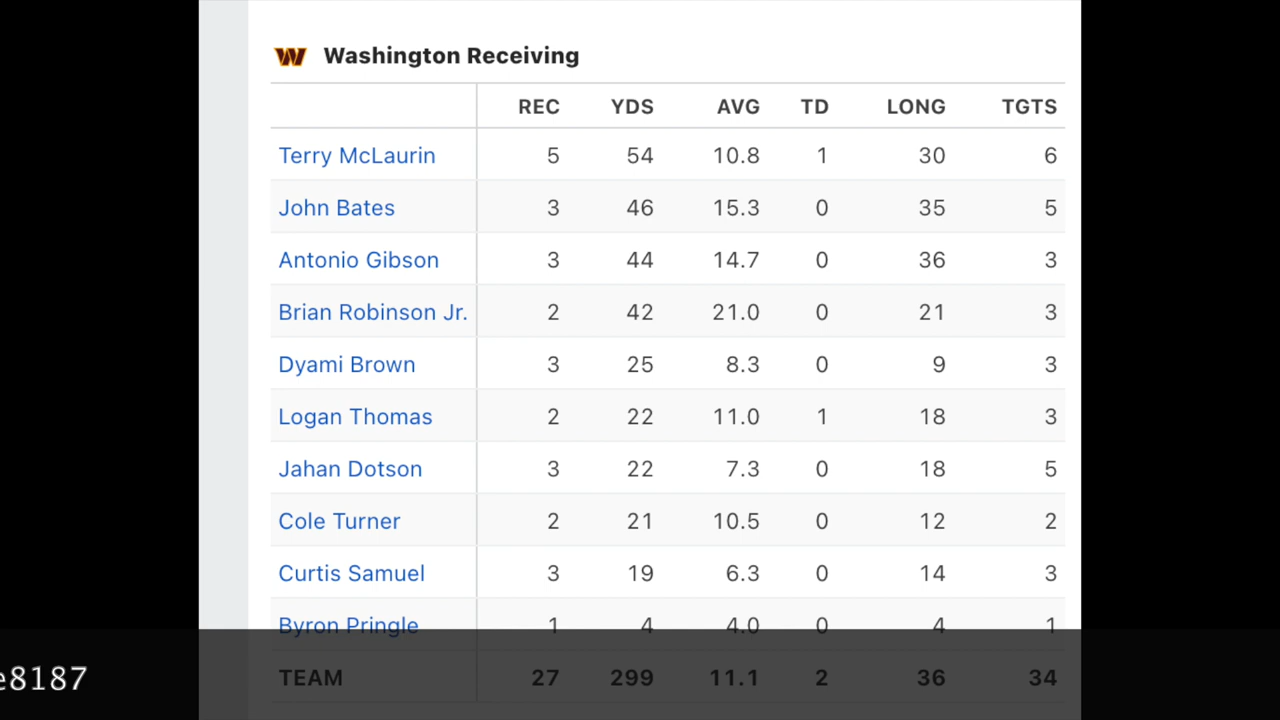 W Washington Receiving
REC YDS AVG TD LONG TGTS
Terry McLaurin 5 54 10.8 1 30 6
John Bates 3 46 15.3 0 35 5
Antonio Gibson 3 44 14.7 0 36 3
Brian Robinson Jr. 2 42 21.0 0 21 3
Dyami Brown 3 25 8.3 0 9 3
Logan Thomas 2 22 11.0 1 18 3
Jahan Dotson 3 22 7.3 0 18 5
Cole Turner 2 21 10.5 0 12 2
Curtis Samuel 3 19 6.3 0 14 3
Byron Pringle 1 4 4.0 0 4 1
TEAM 27 299 11.1 2 36 34
e8187